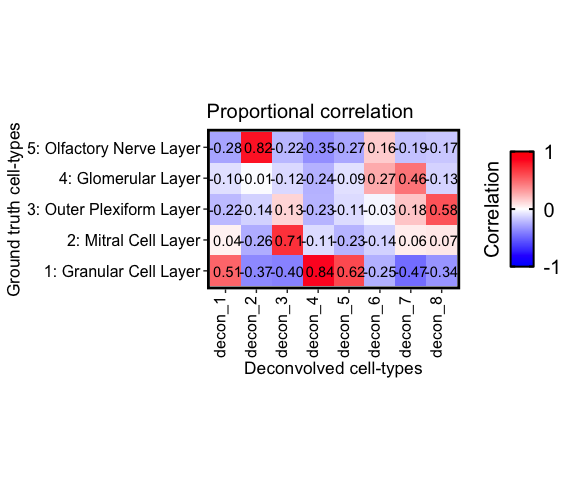 Proportional correlation
Ground truth cell-types
5: Olfactory Nerve Layer -0.28 0.82 -0.22 -0.35 -0.27 0.16 -0.19 -0.17
4: Glomerular Layer -0.10 -0.01 -0.12 -0.24 -0.09 0.27 0.46 -0.13
3: Outer Plexiform Layer -0.22 -0.14 0.13 -0.23 -0.11 -0.03 0.18 0.58
2: Mitral Cell Layer 0.04 -0.26 0.71 -0.11 -0.23 -0.14 0.06 0.07
1: Granular Cell Layer 0.51 -0.37 -0.40 0.84 0.62 -0.25 -0.47 -0.34
decon_1 decon_2 decon_3 decon_4 decon_5 decon_6 decon_7 decon_8
Deconvolved cell-types
Correlation
1
0
-1